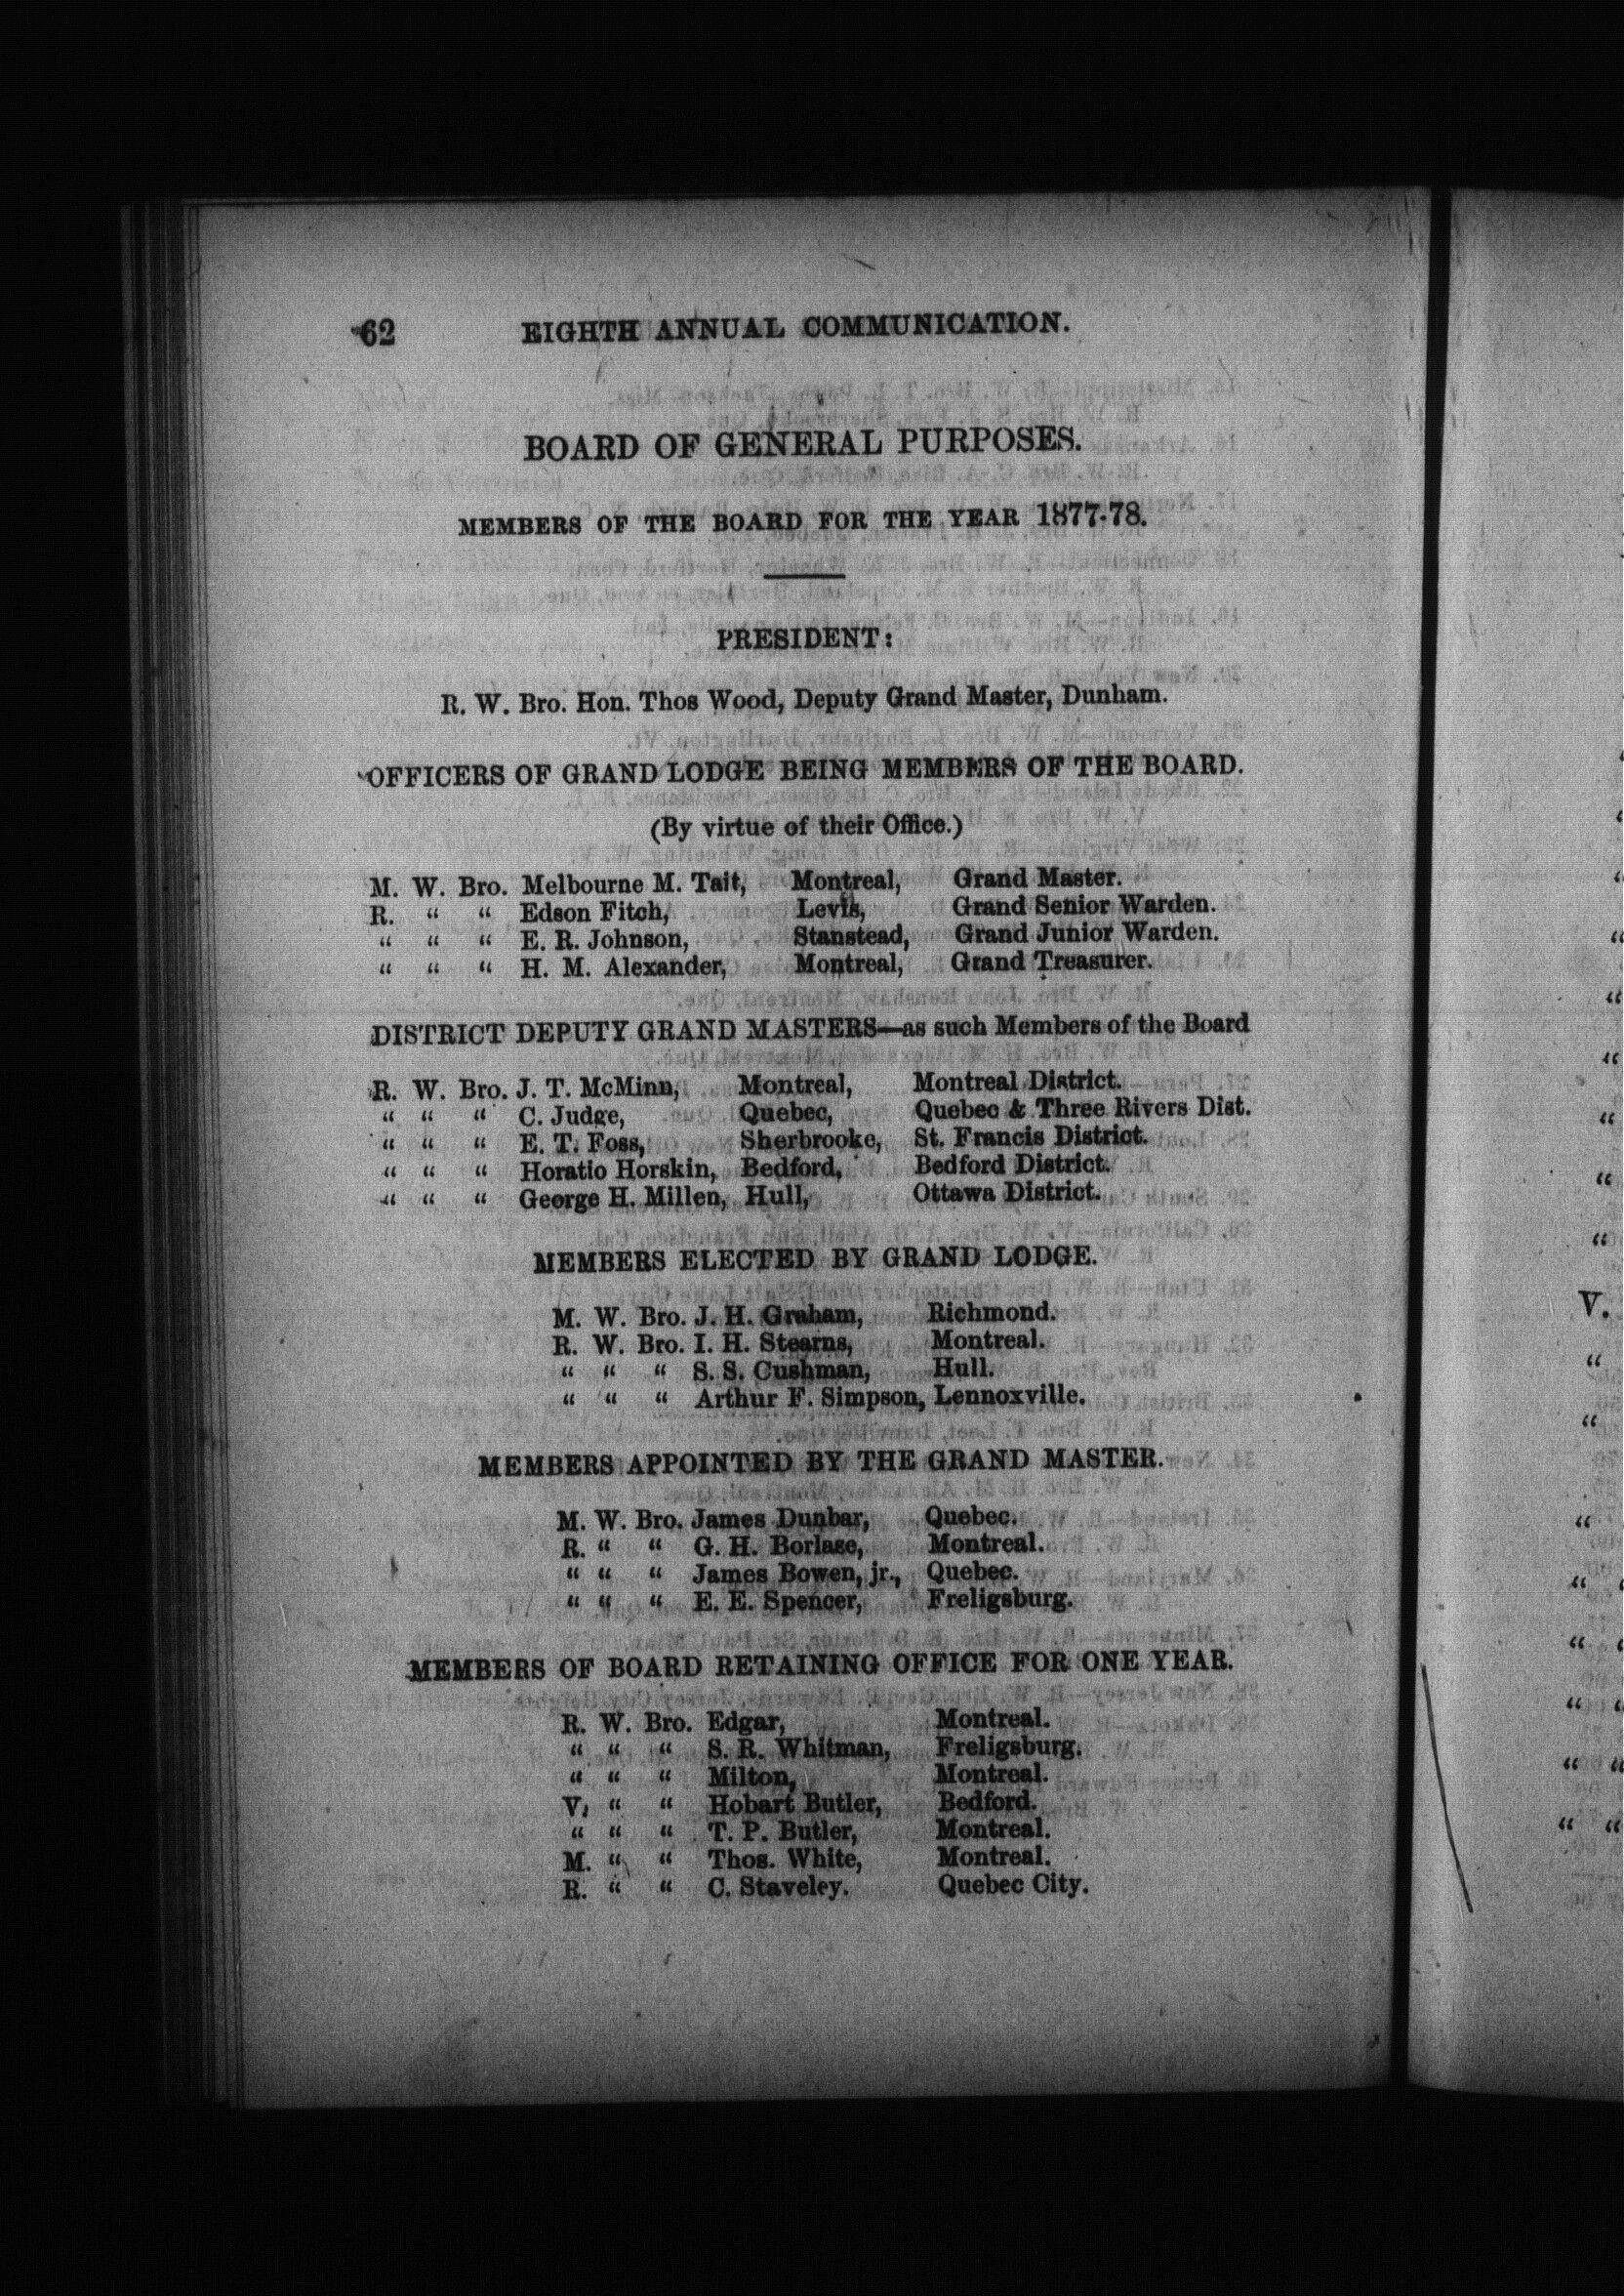 62 EIGHTH ANNUAL COMMUNICATION.
BOARD OF GENERAL PURPOSES.
MEMBERS OF THE BOARD FOR THE YEAR 1877-78.
PRESIDENT:
R. W. Bro. Hon. Thos Wood, Deputy Grand Master, Dunham.
OFFICERS OF GRAND LODGE BEING MEMBERS OF THE BOARD.
(By virtue of their Office.)
M. W. Bro. Melbourne M. Tait, Montreal, Grand Master.
R. “ “ Edson Fitch, Levis, Grand Senior Warden.
“ “ “ E. R. Johnson, Stanstead, Grand Junior Warden.
“ “ “ H. M. Alexander, Montreal, Grand Treasurer.
DISTRICT DEPUTY GRAND MASTERS—as such Members of the Board
R. W. Bro. J. T. McMinn, Montreal, Montreal District.
“ “ “ C. Judge, Quebec, Quebec & Three Rivers Dist.
“ “ “ E. T. Foss, Sherbrooke, St. Francis District.
“ “ “ Horatio Horskin, Bedford, Bedford District.
“ “ “ George H. Millen, Hull, Ottawa District.
MEMBERS ELECTED BY GRAND LODGE.
M. W. Bro. J. H. Graham, Richmond.
R. W. Bro. I. H. Stearns, Montreal.
“ “ “ S. S. Cushman, Hull.
“ “ “ Arthur F. Simpson, Lennoxville.
MEMBERS APPOINTED BY THE GRAND MASTER.
M. W. Bro. James Dunbar, Quebec.
R. “ “ G. H. Borlase, Montreal.
“ “ “ James Bowen, jr., Quebec.
“ “ “ E. E. Spencer, Freligsburg.
MEMBERS OF BOARD RETAINING OFFICE FOR ONE YEAR.
R. W. Bro. Edgar, Montreal.
“ “ “ S. R. Whitman, Freligsburg.
“ “ “ Milton, Montreal.
V. “ “ Hobart Butler, Bedford.
“ “ “ T. P. Butler, Montreal.
M. “ “ Thos. White, Montreal.
R. “ “ C. Staveley. Quebec City.
V.